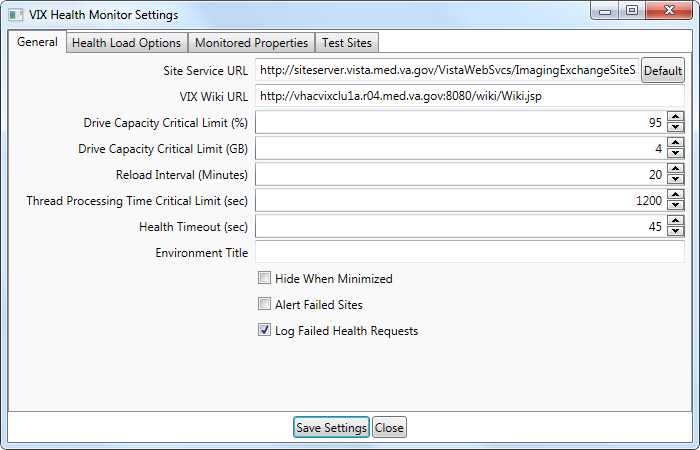 VIX Health Monitor Settings
General Health Load Options Monitored Properties Test Sites
Site Service URL http://siteserver.vista.med.va.gov/VistaWebSvcs/ImagingExchangeSiteS Default
VIX Wiki URL http://vhacvixclu1a.r04.med.va.gov:8080/wiki/Wiki.jsp
Drive Capacity Critical Limit (%) 95
Drive Capacity Critical Limit (GB) 4
Reload Interval (Minutes) 20
Thread Processing Time Critical Limit (sec) 1200
Health Timeout (sec) 45
Environment Title
Hide When Minimized
Alert Failed Sites
Log Failed Health Requests
Save Settings Close